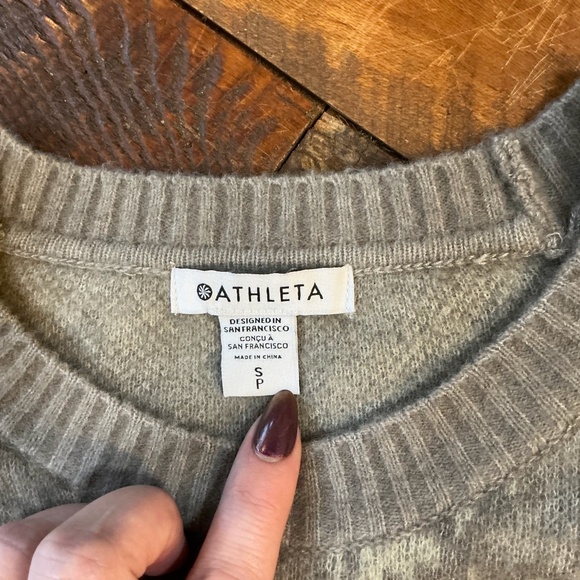 ATHLETA
DESIGNED IN
SAN FRANCISCO
CONÇU À
SAN FRANCISCO
MADE IN CHINA
S
P